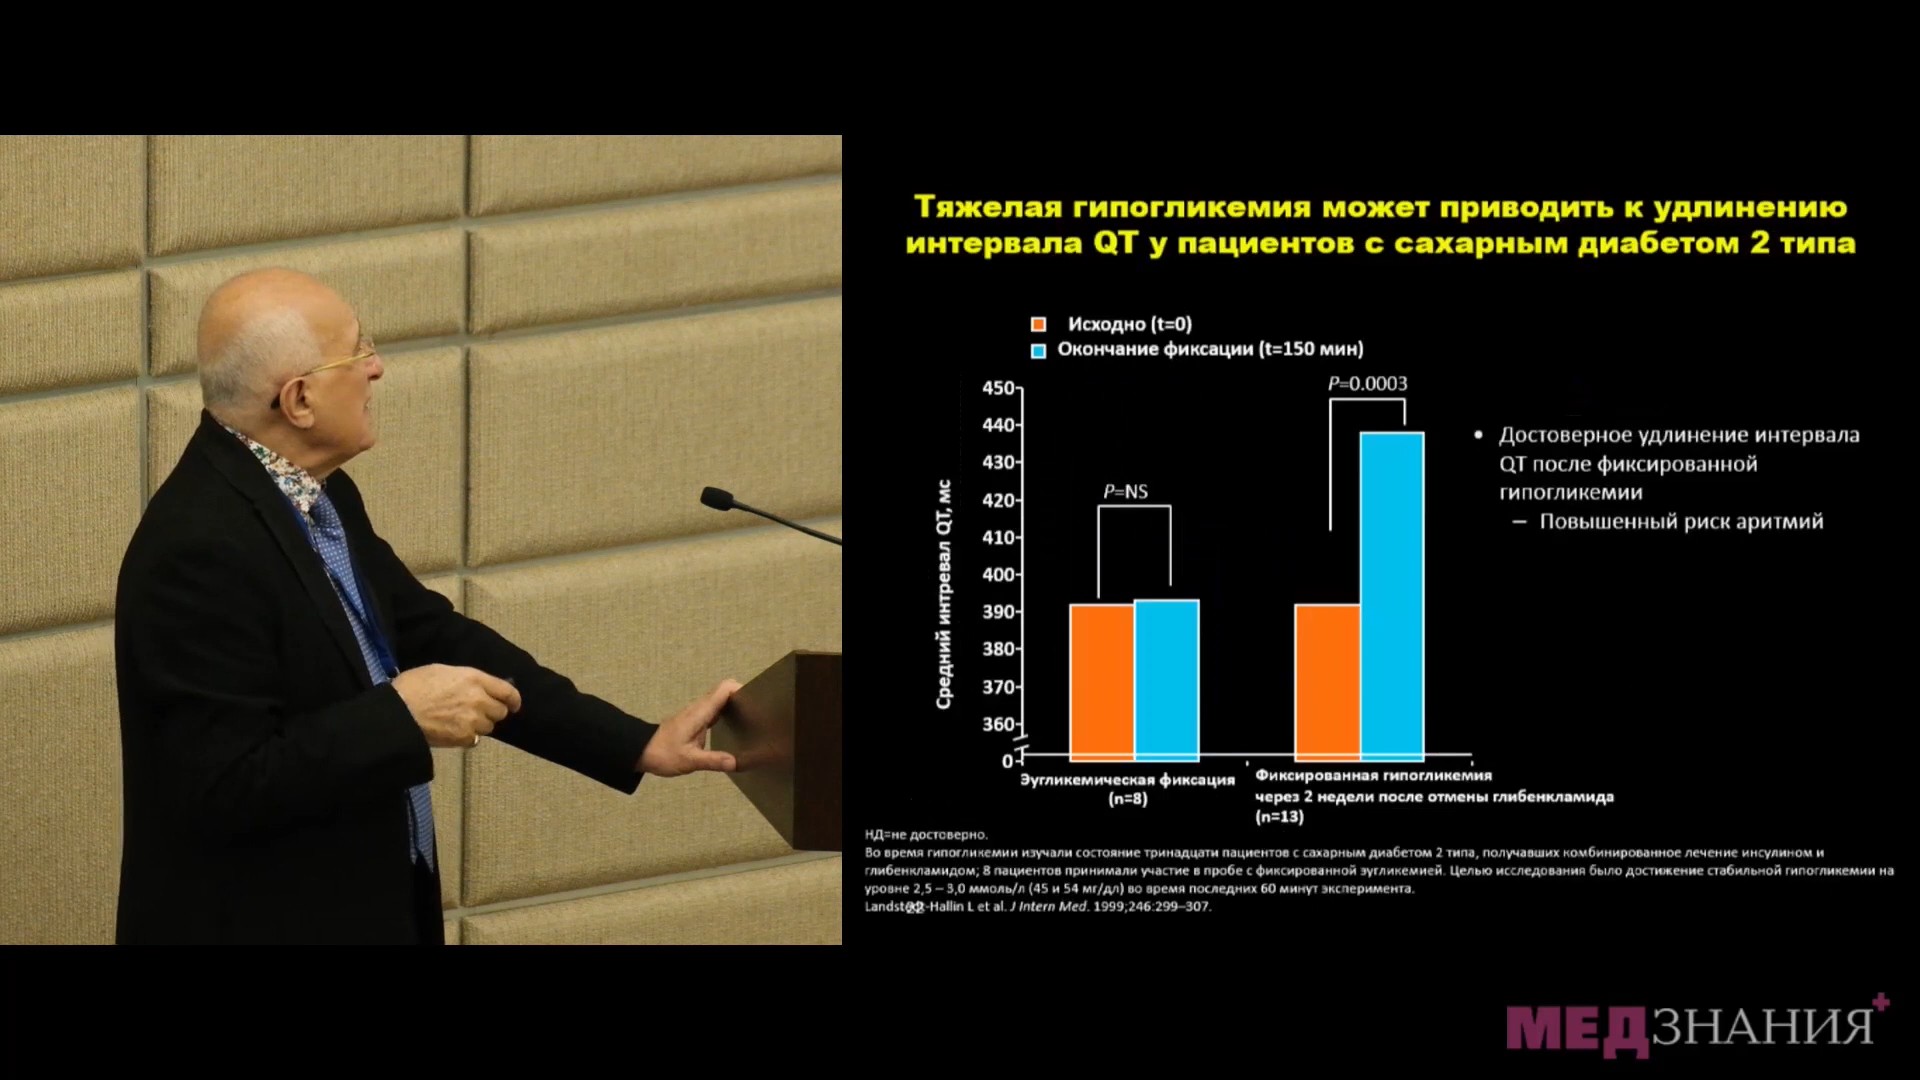 Тяжелая гипогликемия может приводить к удлинению
интервала QT у пациентов с сахарным диабетом 2 типа
Исходно (t=0)
Окончание фиксации (t=150 мин)
Средний интревал QT, мс
450
440
430
420
410
400
390
380
370
360
0
P=NS
P=0.0003
Эугликемическая фиксация
(n=8)
Фиксированная гипогликемия
через 2 недели после отмены глибенкламида
(n=13)
• Достоверное удлинение интервала
QT после фиксированной
гипогликемии
– Повышенный риск аритмий
НД=не достоверно.
Во время гипогликемии изучали состояние тринадцати пациентов с сахарным диабетом 2 типа, получавших комбинированное лечение инсулином и
глибенкламидом; 8 пациентов принимали участие в пробе с фиксированной эугликемией. Целью исследования было достижение стабильной гипогликемии на
уровне 2,5 – 3,0 ммоль/л (45 и 54 мг/дл) во время последних 60 минут эксперимента.
L et al. J Intern Med. 1999;246:299–307.
22
МЕДЗНАНИЯ+